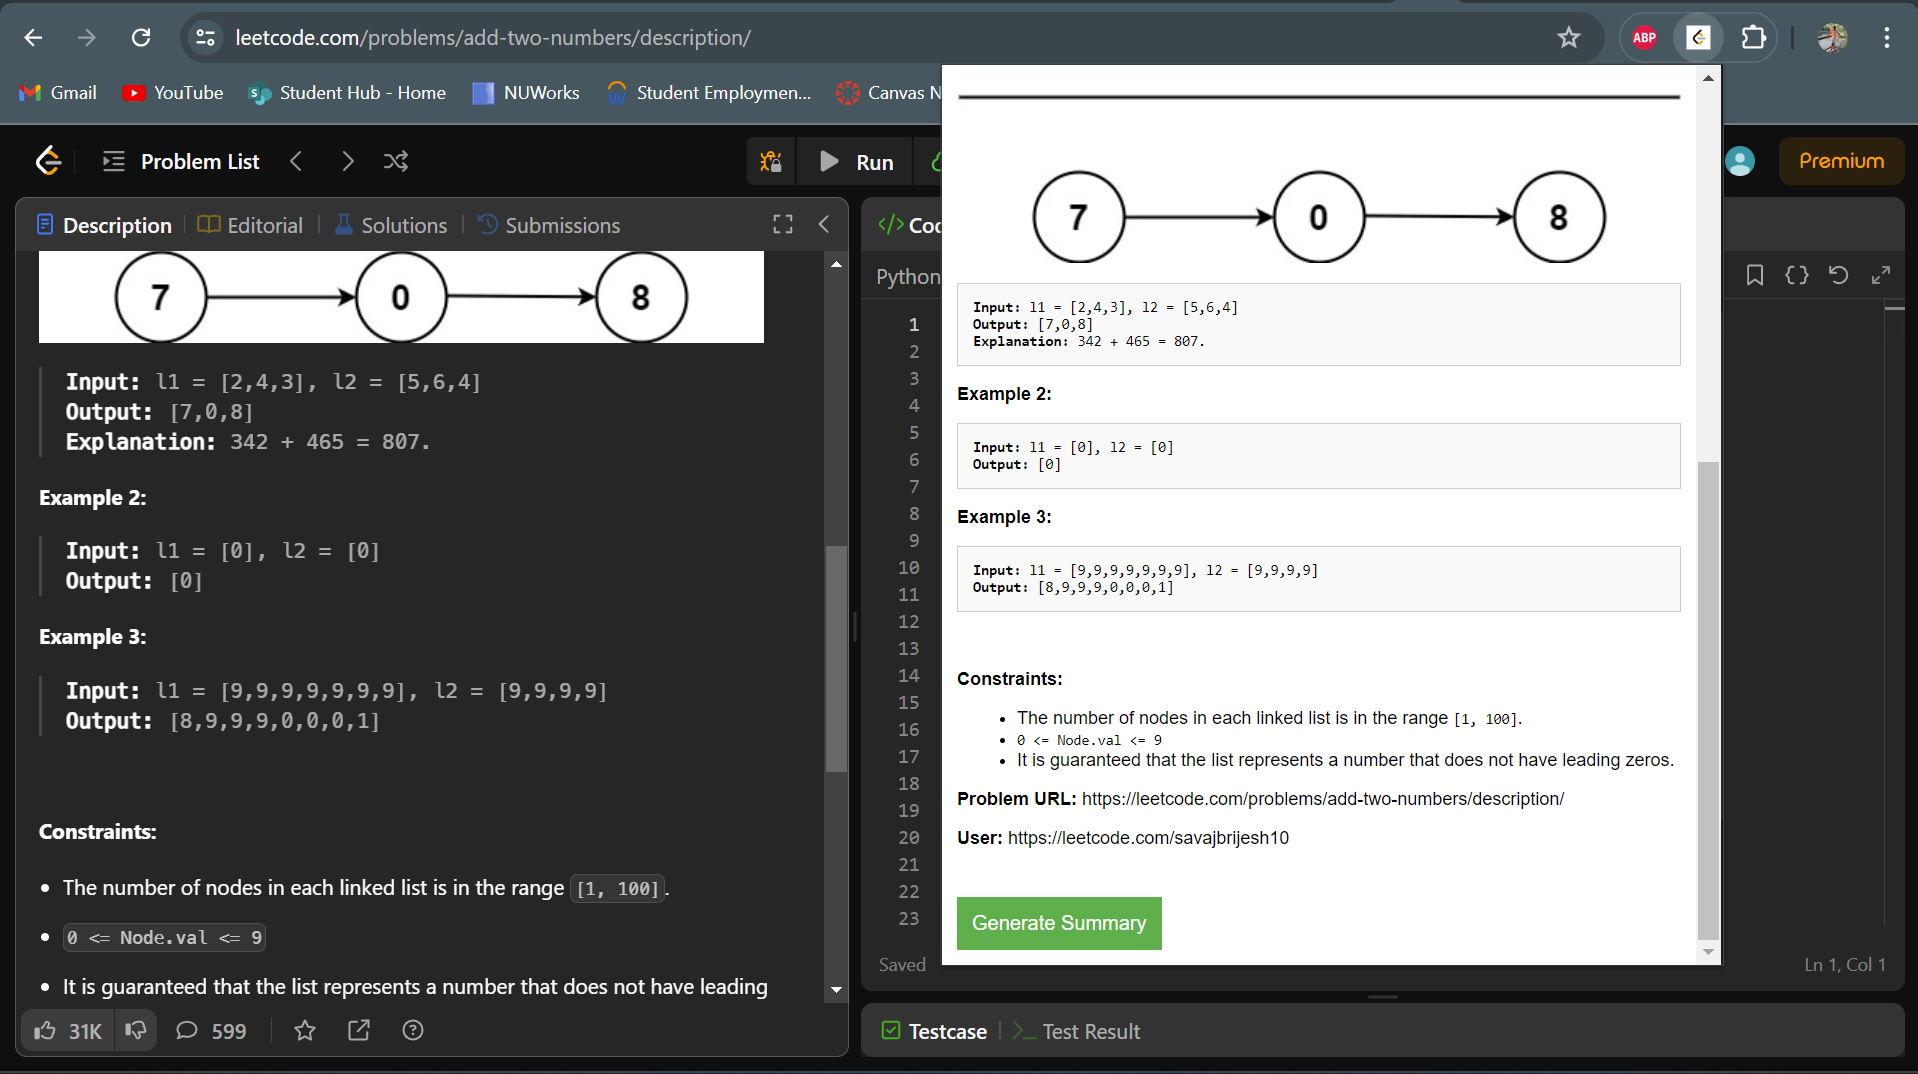 leetcode.com/problems/add-two-numbers/description/
ABP
Gmail
YouTube
Student Hub - Home
NUWorks
Student Employmen...
Canvas N
Problem List
Run
Premium
Description
Editorial
Solutions
Submissions
7
0
8
Input: l1 = [2,4,3], l2 = [5,6,4]
Output: [7,0,8]
Explanation: 342 + 465 = 807.
Example 2:
Input: l1 = [0], l2 = [0]
Output: [0]
Example 3:
Input: l1 = [9,9,9,9,9,9,9], l2 = [9,9,9,9]
Output: [8,9,9,9,0,0,0,1]
Constraints:
The number of nodes in each linked list is in the range [1, 100].
0 <= Node.val <= 9
It is guaranteed that the list represents a number that does not have leading
31K
599
</> Cod
Python
1
2
3
4
5
6
7
8
9
10
11
12
13
14
15
16
17
18
19
20
21
22
23
Saved
Ln 1, Col 1
Testcase
Test Result
7
0
8
Input: l1 = [2,4,3], l2 = [5,6,4]
Output: [7,0,8]
Explanation: 342 + 465 = 807.
Example 2:
Input: l1 = [0], l2 = [0]
Output: [0]
Example 3:
Input: l1 = [9,9,9,9,9,9,9], l2 = [9,9,9,9]
Output: [8,9,9,9,0,0,0,1]
Constraints:
The number of nodes in each linked list is in the range [1, 100].
0 <= Node.val <= 9
It is guaranteed that the list represents a number that does not have leading zeros.
Problem URL: https://leetcode.com/problems/add-two-numbers/description/
User: https://leetcode.com/savajbrijesh10
Generate Summary